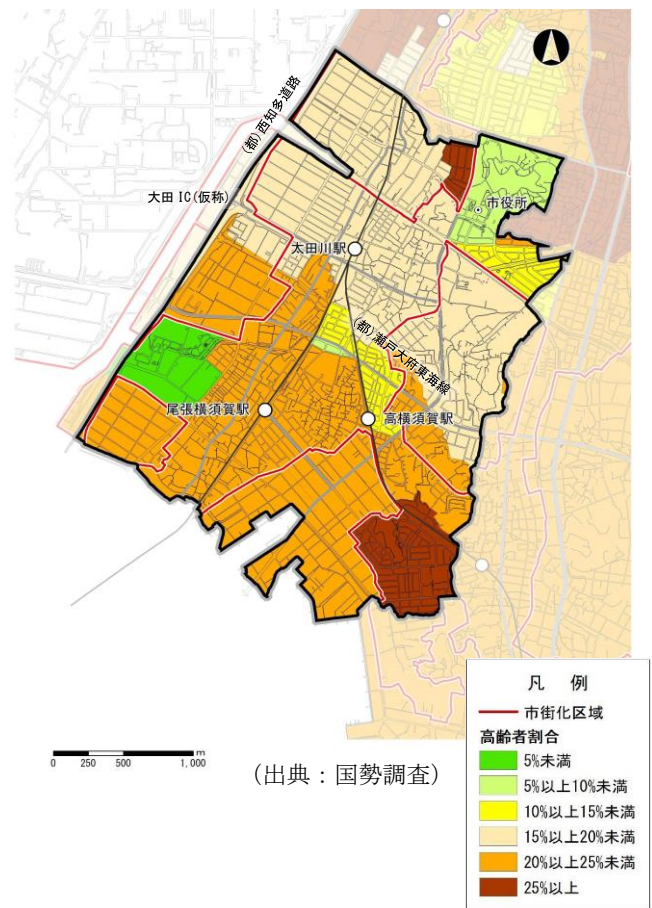 (都)西知多道路
大田 IC(仮称)
市役所
太田川駅
(都)瀬戸大府東海線
尾張横須賀駅
高横須賀駅
凡 例
市街化区域
高齢者割合
5%未満
5%以上10%未満
10%以上15%未満
15%以上20%未満
20%以上25%未満
25%以上
0 250 500 1,000 m
(出典：国勢調査)